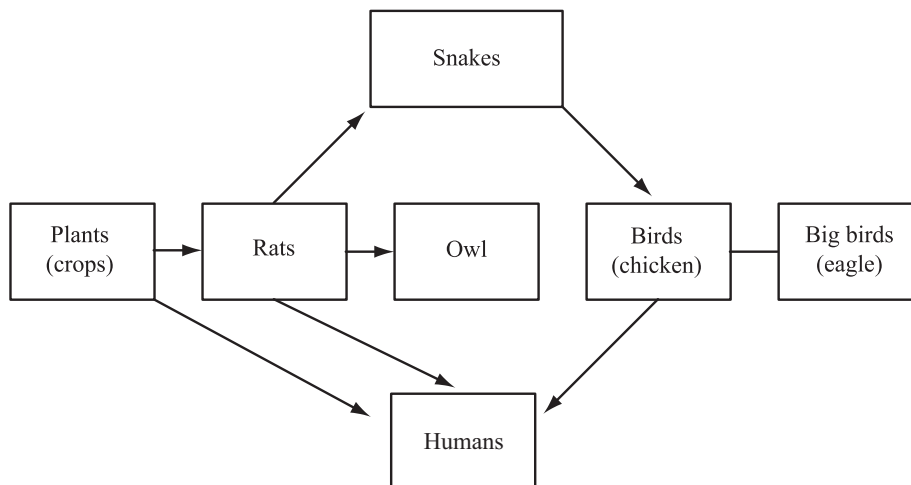 Snakes
Plants
(crops)
Rats
Owl
Birds
(chicken)
Big birds
(eagle)
Humans